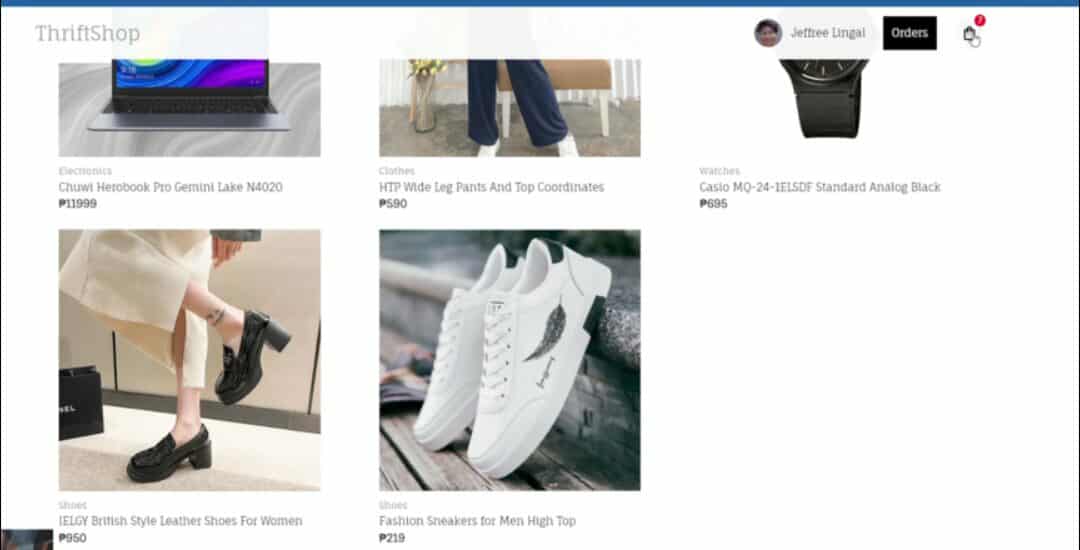 ThriftShop
Jeffree Lingal
Orders
7
Electronics
Chuwi Herobook Pro Gemini Lake N4020
₱11999
Clothes
HTP Wide Leg Pants And Top Coordinates
₱590
Watches
Casio MQ-24-1ELSDF Standard Analog Black
₱695
NEL
Shoes
IELGY British Style Leather Shoes For Women
₱950
Shoes
Fashion Sneakers for Men High Top
₱219